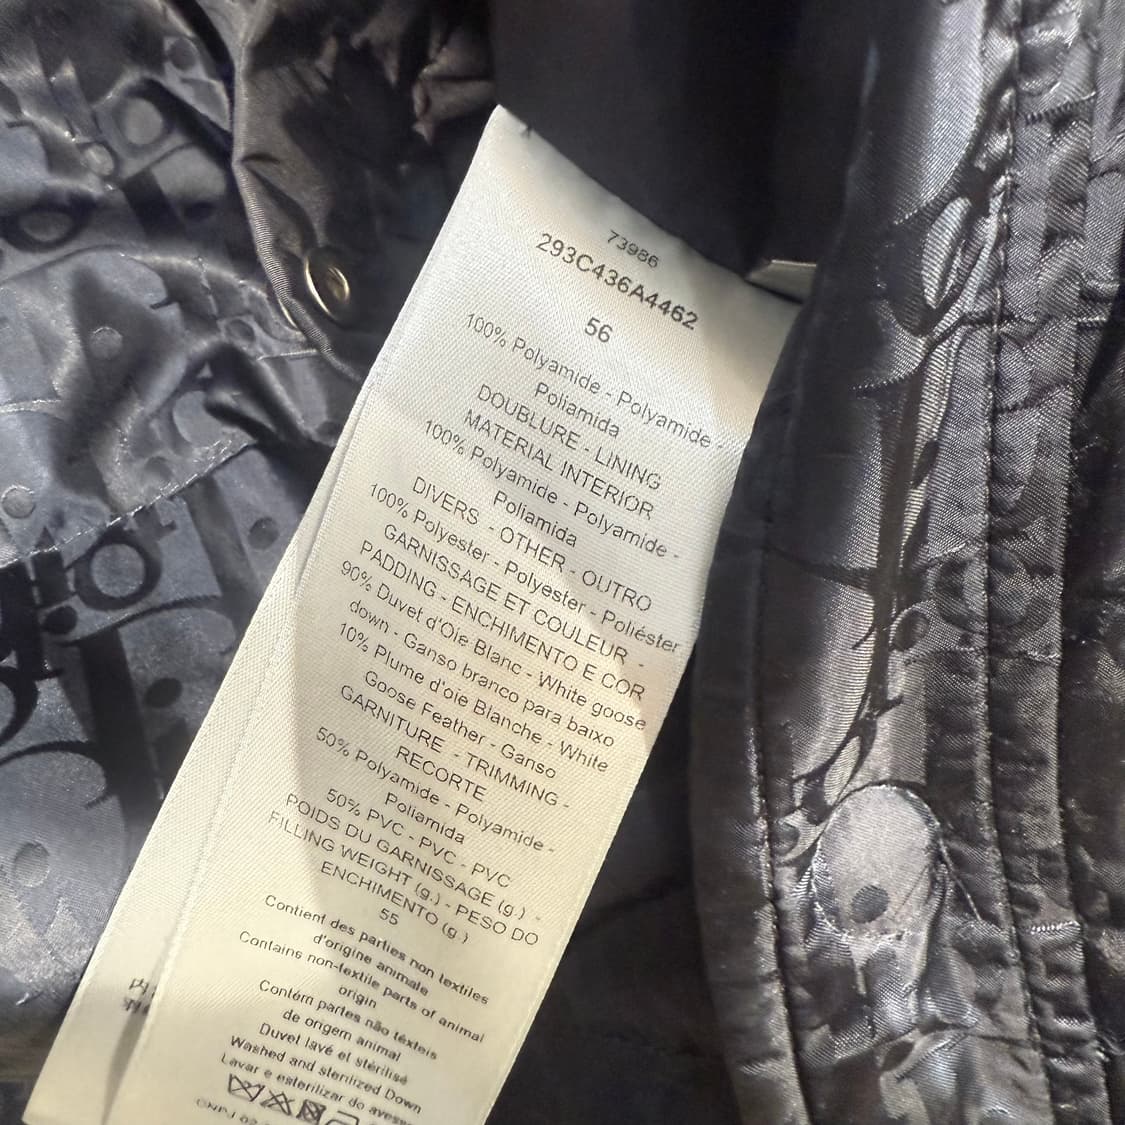 73986
293C436A4462
56
100% Polyamide - Polyamide -
Poliamida
DOUBLURE - LINING
MATERIAL INTERIOR
100% Polyamide - Polyamide -
Poliamida
DIVERS - OTHER - OUTRO
100% Polyester - Polyester - Poliéster
GARNISSAGE ET COULEUR -
PADDING - ENCHIMENTO E COR
90% Duvet d'Oie Blanc - White goose
down - Ganso branco para baixo
10% Plume d'oie Blanche - White
Goose Feather - Ganso
GARNITURE - TRIMMING -
RECORTE
50% Polyamide - Polyamide -
Poliamida
50% PVC - PVC - PVC
POIDS DU GARNISSAGE (g.) -
FILLING WEIGHT (g.) - PESO DO
ENCHIMENTO (g.)
55
Contient des parties non textiles
d'origine animale
Contains non-textile parts of animal
origin
Contém partes não têxteis
de origem animal
Duvet lavé et stérilisé
Washed and sterilized Down
Lavar e esterilizar do avesso